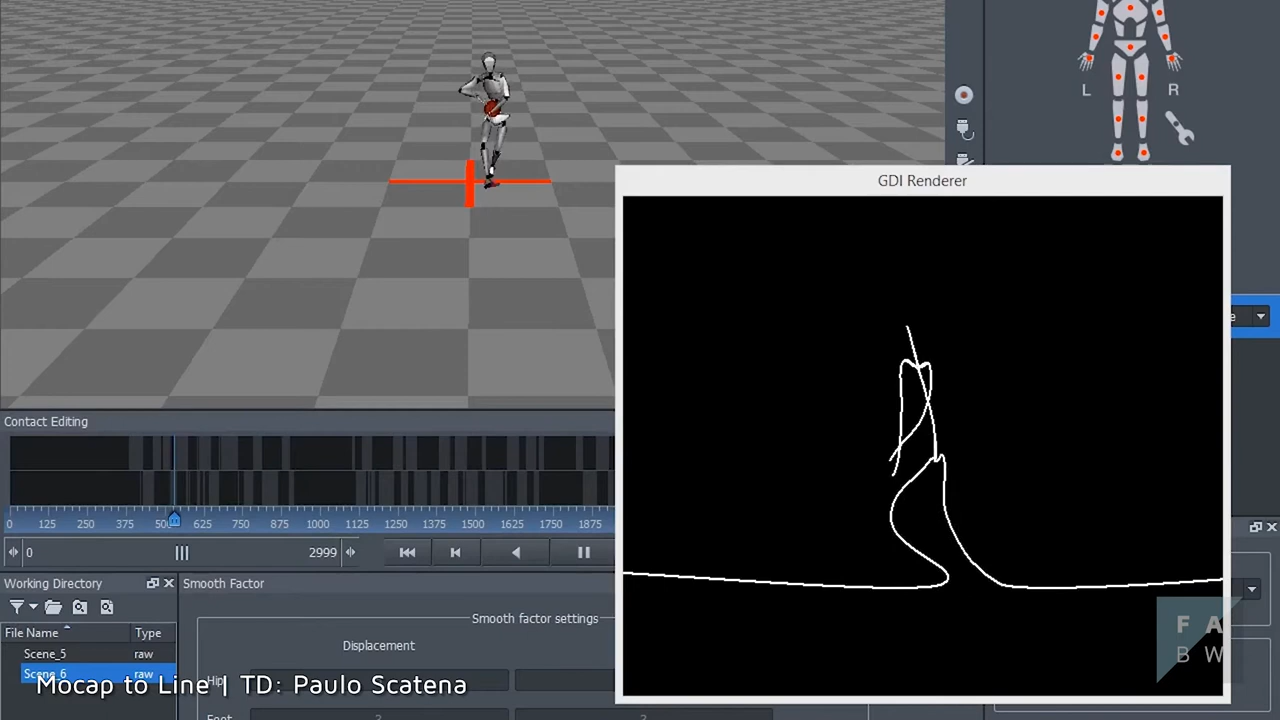 L
R
GDI Renderer
e
Contact Editing
0 125 250 375 500 625 750 875 1000 1125 1250 1375 1500 1625 1750 1875
0
2999
Working Directory
Smooth Factor
File Name
Type
Smooth factor settings
Displacement
Scene_5
raw
Scene_6
raw
Hip
Foot
Mocap to Line | TD: Paulo Scatena
F A
B W